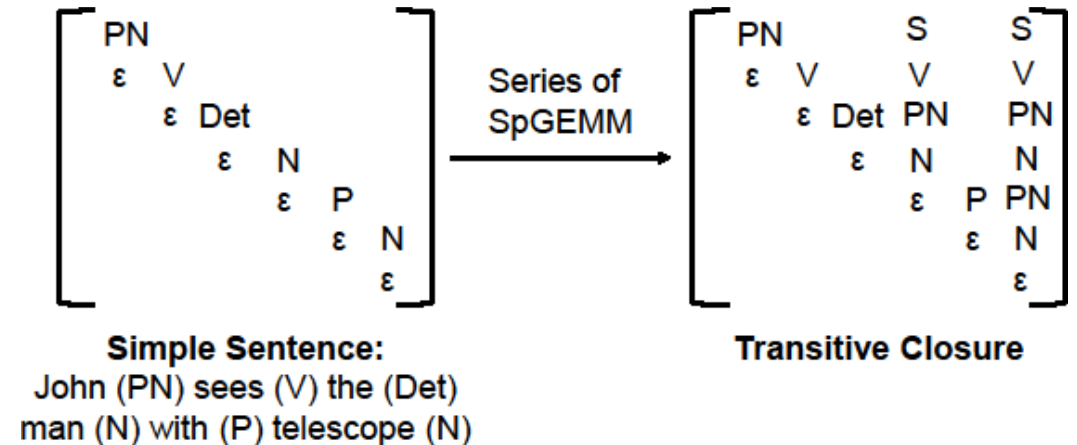 PN
ε V
ε Det
ε N
ε P
ε N
ε
Series of
SpGEMM
PN S S
ε V V V
ε Det PN PN
ε N N
ε P PN
ε N
ε
Simple Sentence:
John (PN) sees (V) the (Det)
man (N) with (P) telescope (N)
Transitive Closure